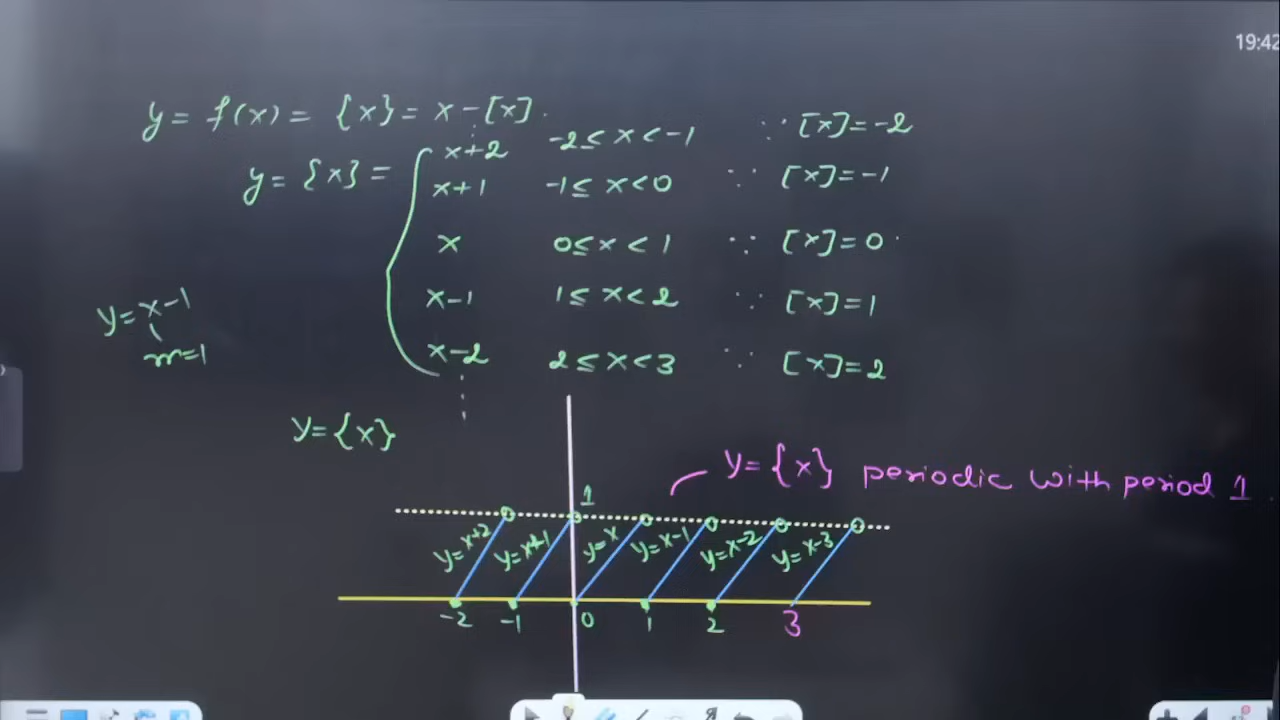 19:42
y = f(x) = {x} = x - [x].
y = {x} =
⋮
x+2 -2 ≤ x < -1 ∵ [x] = -2
x+1 -1 ≤ x < 0 ∵ [x] = -1
x 0 ≤ x < 1 ∵ [x] = 0
x-1 1 ≤ x < 2 ∵ [x] = 1
x-2 2 ≤ x < 3 ∵ [x] = 2
⋮
y = x-1
m=1
y = {x}
y = {x} periodic with period 1.
1
y=x+2 y=x+1 y=x y=x-1 y=x-2 y=x-3
-2 -1 0 1 2 3